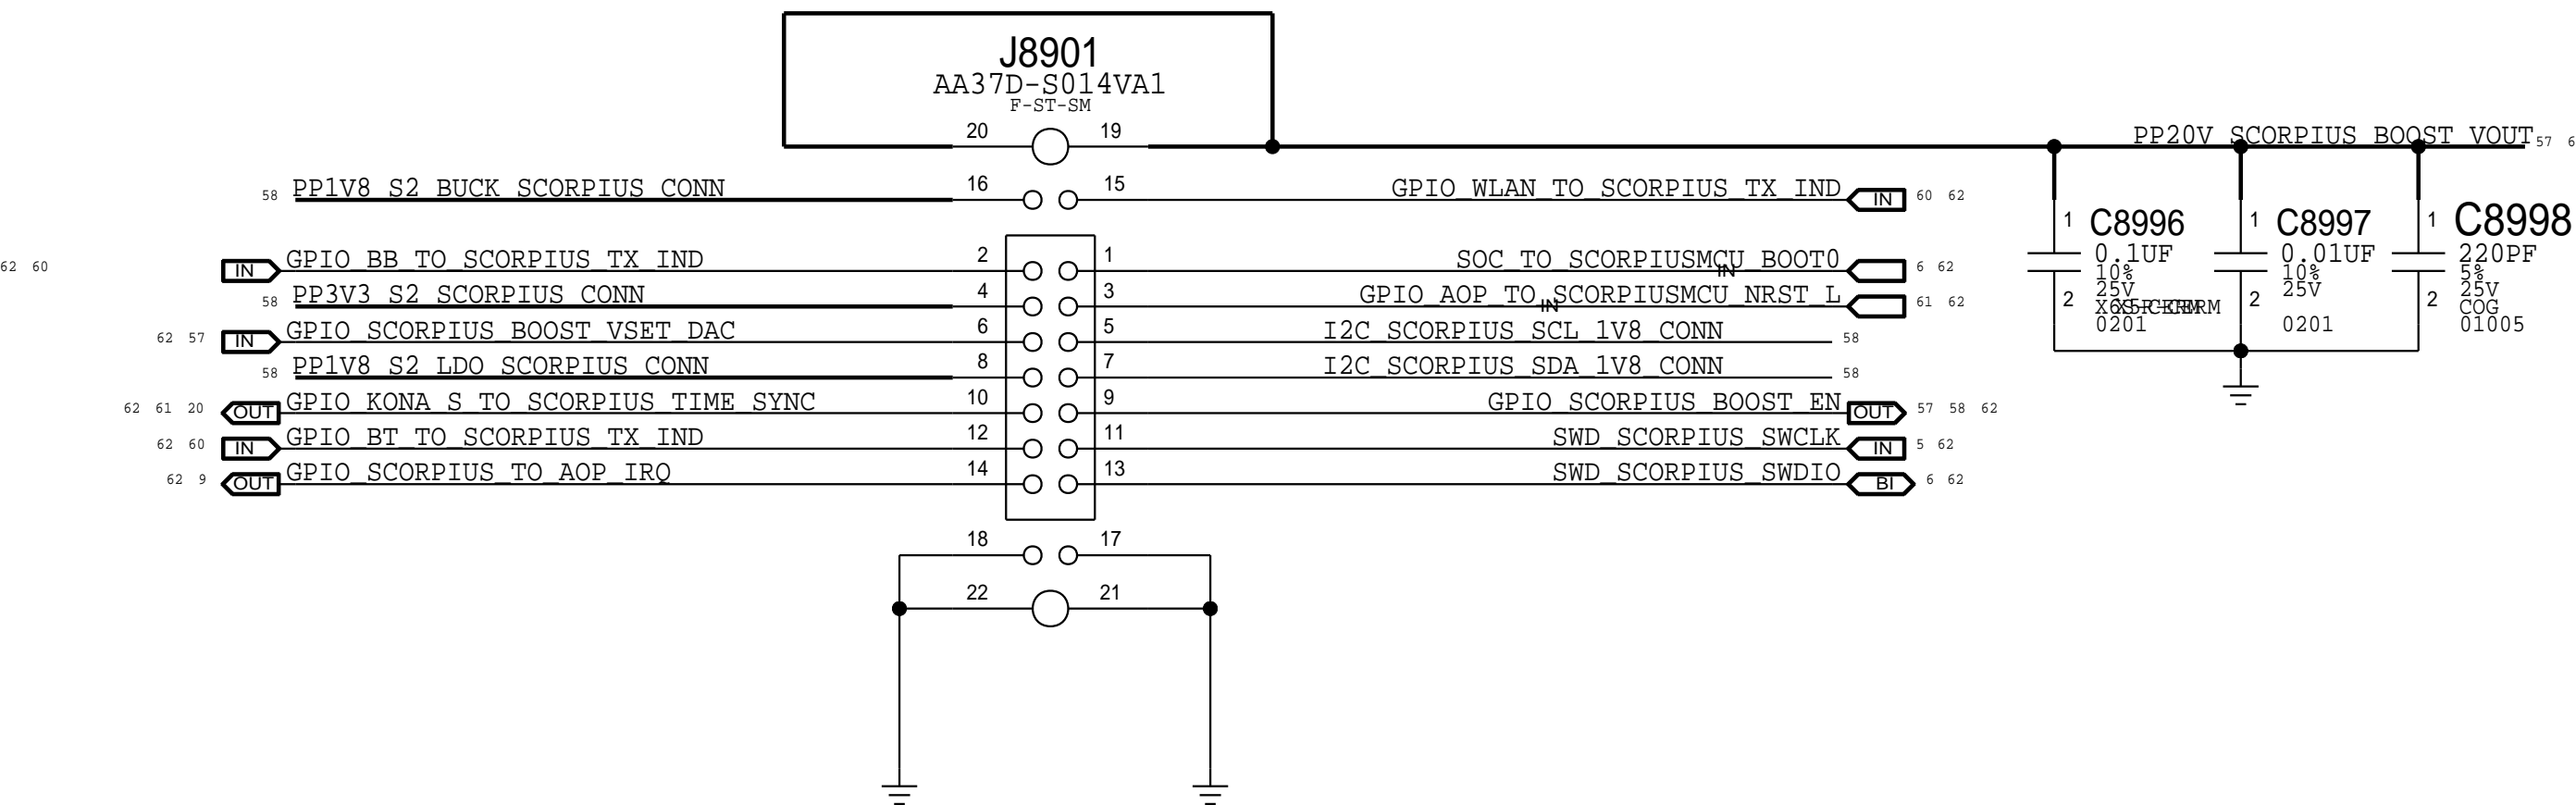 J8901
AA37D-S014VA1
F-ST-SM
20 19
PP20V_SCORPIUS_BOOST_VOUT 57 6
58 PP1V8_S2_BUCK_SCORPIUS_CONN 16 15 GPIO_WLAN_TO_SCORPIUS_TX_IND IN 60 62
62 60 IN GPIO_BB_TO_SCORPIUS_TX_IND 2 1 SOC_TO_SCORPIUSMCU_BOOT0 IN 6 62
58 PP3V3_S2_SCORPIUS_CONN 4 3 GPIO_AOP_TO_SCORPIUSMCU_NRST_L IN 61 62
62 57 IN GPIO_SCORPIUS_BOOST_VSET_DAC 6 5 I2C_SCORPIUS_SCL_1V8_CONN 58
58 PP1V8_S2_LDO_SCORPIUS_CONN 8 7 I2C_SCORPIUS_SDA_1V8_CONN 58
62 61 20 OUT GPIO_KONA_S_TO_SCORPIUS_TIME_SYNC 10 9 GPIO_SCORPIUS_BOOST_EN OUT 57 58 62
62 60 IN GPIO_BT_TO_SCORPIUS_TX_IND 12 11 SWD_SCORPIUS_SWCLK IN 5 62
62 9 OUT GPIO_SCORPIUS_TO_AOP_IRQ 14 13 SWD_SCORPIUS_SWDIO BI 6 62
18 17
22 21
1 C8996
0.1UF
10%
25V
2
0201
1 C8997
0.01UF
10%
25V
2
0201
1 C8998
220PF
5%
25V
2 COG
01005